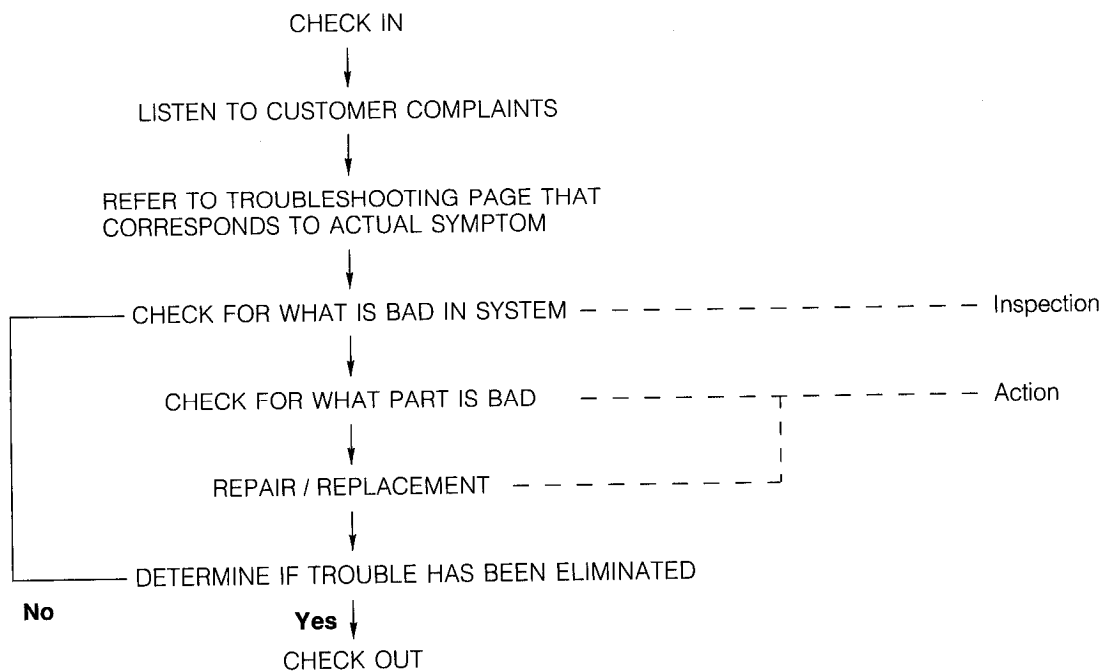 CHECK IN
LISTEN TO CUSTOMER COMPLAINTS
REFER TO TROUBLESHOOTING PAGE THAT
CORRESPONDS TO ACTUAL SYMPTOM
CHECK FOR WHAT IS BAD IN SYSTEM
Inspection
CHECK FOR WHAT PART IS BAD
Action
REPAIR / REPLACEMENT
DETERMINE IF TROUBLE HAS BEEN ELIMINATED
No
Yes
CHECK OUT